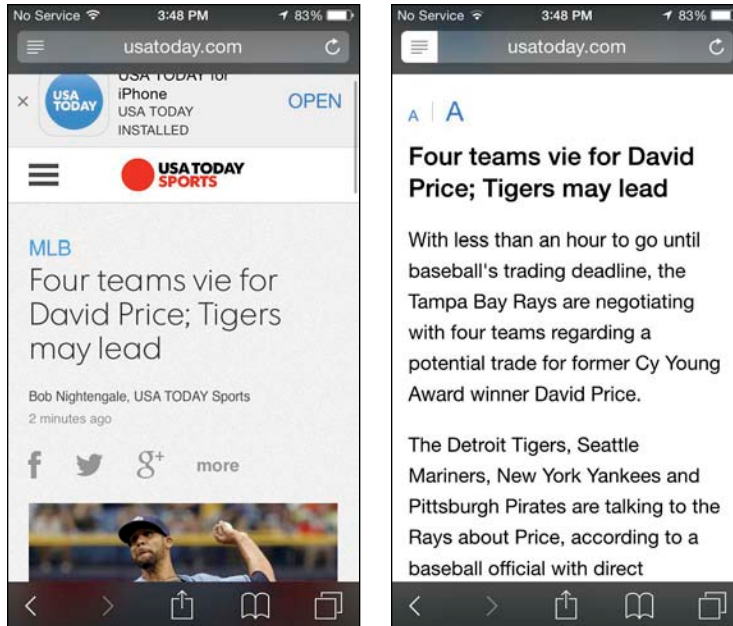 No Service 3:48 PM 83%
usatoday.com
USA TODAY for
iPhone
USA TODAY
INSTALLED
USA
TODAY
OPEN
USA TODAY
SPORTS
MLB
Four teams vie for
David Price; Tigers
may lead
Bob Nightengale, USA TODAY Sports
2 minutes ago
f g+ more
No Service 3:48 PM 83%
usatoday.com
A A
Four teams vie for David
Price; Tigers may lead
With less than an hour to go until
baseball's trading deadline, the
Tampa Bay Rays are negotiating
with four teams regarding a
potential trade for former Cy Young
Award winner David Price.
The Detroit Tigers, Seattle
Mariners, New York Yankees and
Pittsburgh Pirates are talking to the
Rays about Price, according to a
baseball official with direct